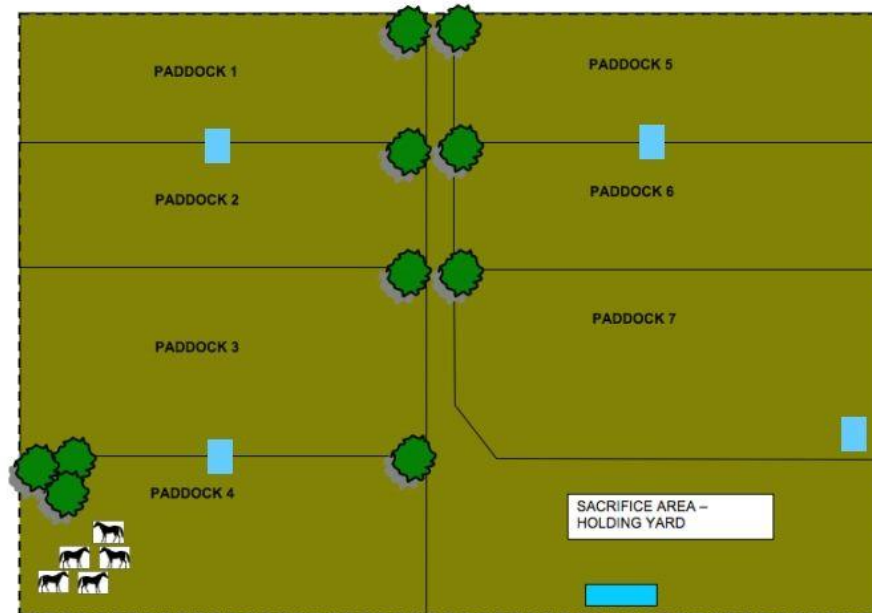 PADDOCK 1
PADDOCK 5
PADDOCK 2
PADDOCK 6
PADDOCK 3
PADDOCK 7
PADDOCK 4
SACRIFICE AREA –
HOLDING YARD